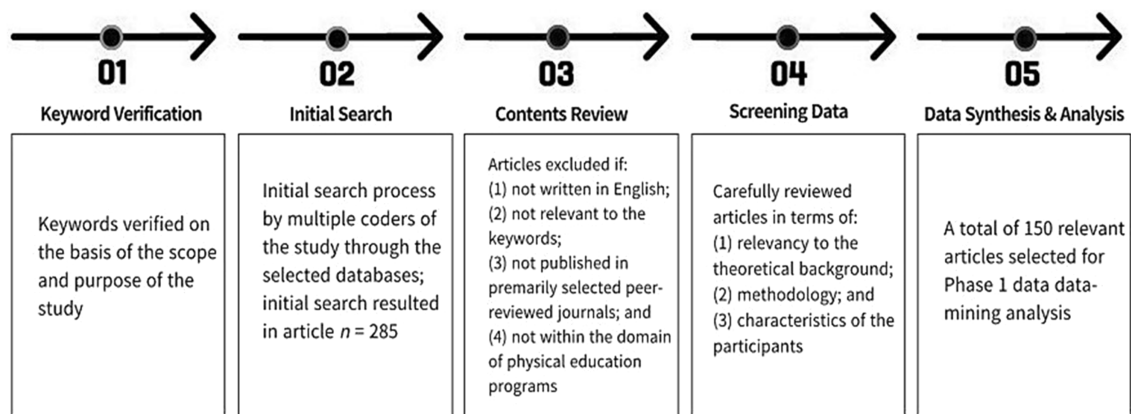 01
Keyword Verification
Keywords verified on
the basis of the scope
and purpose of the
study
02
Initial Search
Initial search process
by multiple coders of
the study through the
selected databases;
initial search resulted
in article n = 285
03
Contents Review
Articles excluded if:
(1) not written in English;
(2) not relevant to the
keywords;
(3) not published in
premarily selected peer-
reviewed journals; and
(4) not within the domain
of physical education
programs
04
Screening Data
Carefully reviewed
articles in terms of:
(1) relevancy to the
theoretical background;
(2) methodology; and
(3) characteristics of the
participants
05
Data Synthesis & Analysis
A total of 150 relevant
articles selected for
Phase 1 data data-
mining analysis